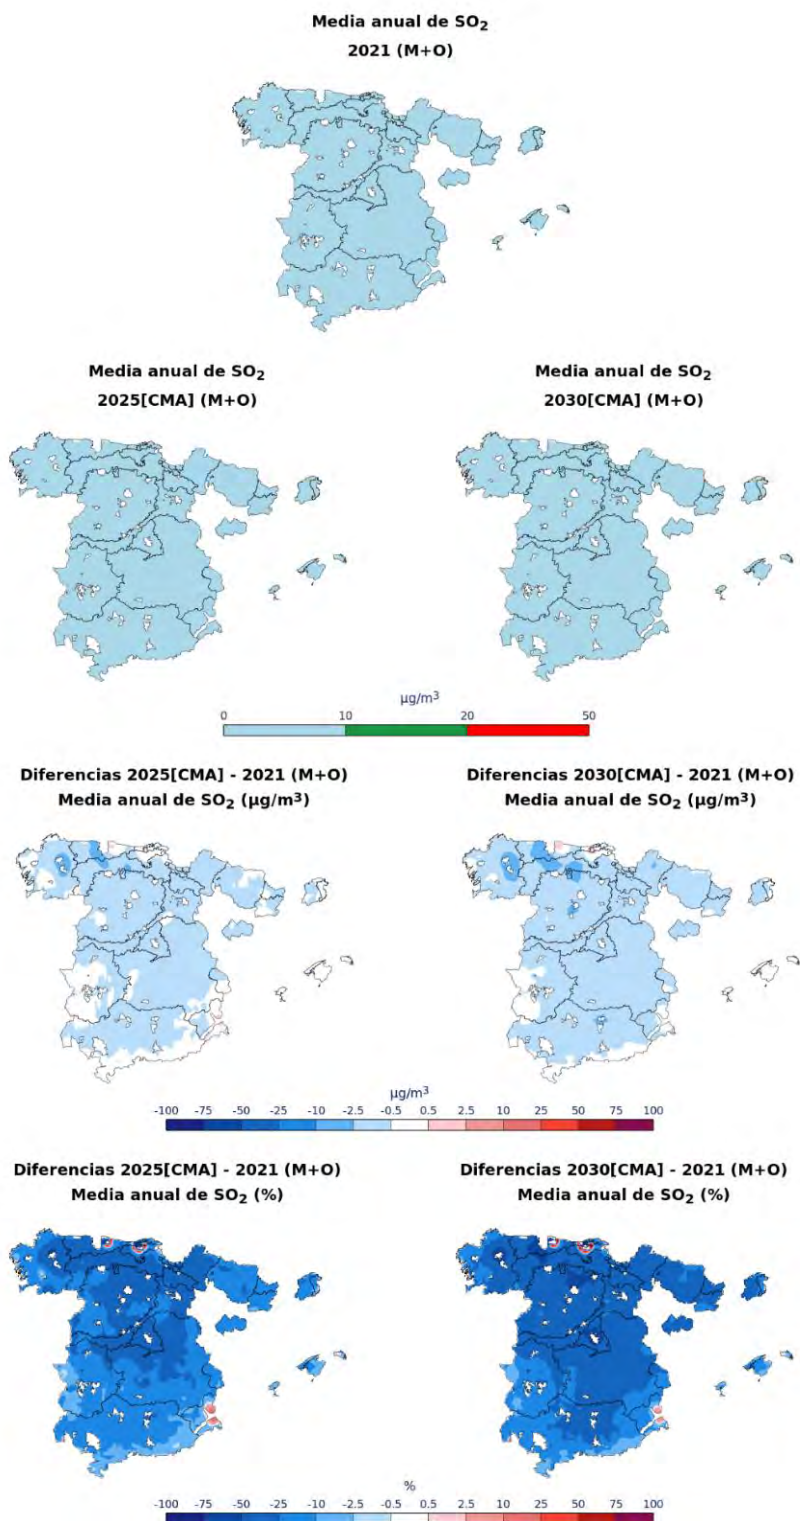 Media anual de SO2
2021 (M+O)
Media anual de SO2
2025[CMA] (M+O)
Media anual de SO2
2030[CMA] (M+O)
µg/m3
0 10 20 50
Diferencias 2025[CMA] - 2021 (M+O)
Media anual de SO2 (µg/m3)
Diferencias 2030[CMA] - 2021 (M+O)
Media anual de SO2 (µg/m3)
µg/m3
-100 -75 -50 -25 -10 -2.5 -0.5 0.5 2.5 10 25 50 75 100
Diferencias 2025[CMA] - 2021 (M+O)
Media anual de SO2 (%)
Diferencias 2030[CMA] - 2021 (M+O)
Media anual de SO2 (%)
%
-100 -75 -50 -25 -10 -2.5 -0.5 0.5 2.5 10 25 50 75 100